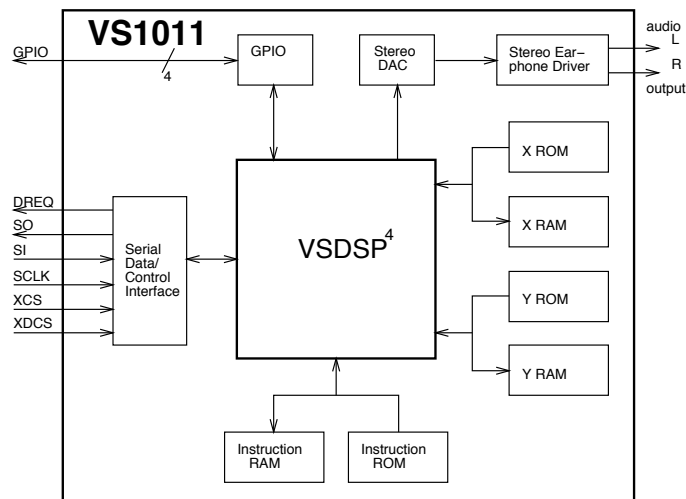 VS1011
audio
L
R
output
GPIO
4
GPIO
Stereo
DAC
Stereo Ear–
phone Driver
X ROM
X RAM
DREQ
SO
SI
SCLK
XCS
XDCS
Serial
Data/
Control
Interface
VSDSP4
Y ROM
Y RAM
Instruction
RAM
Instruction
ROM